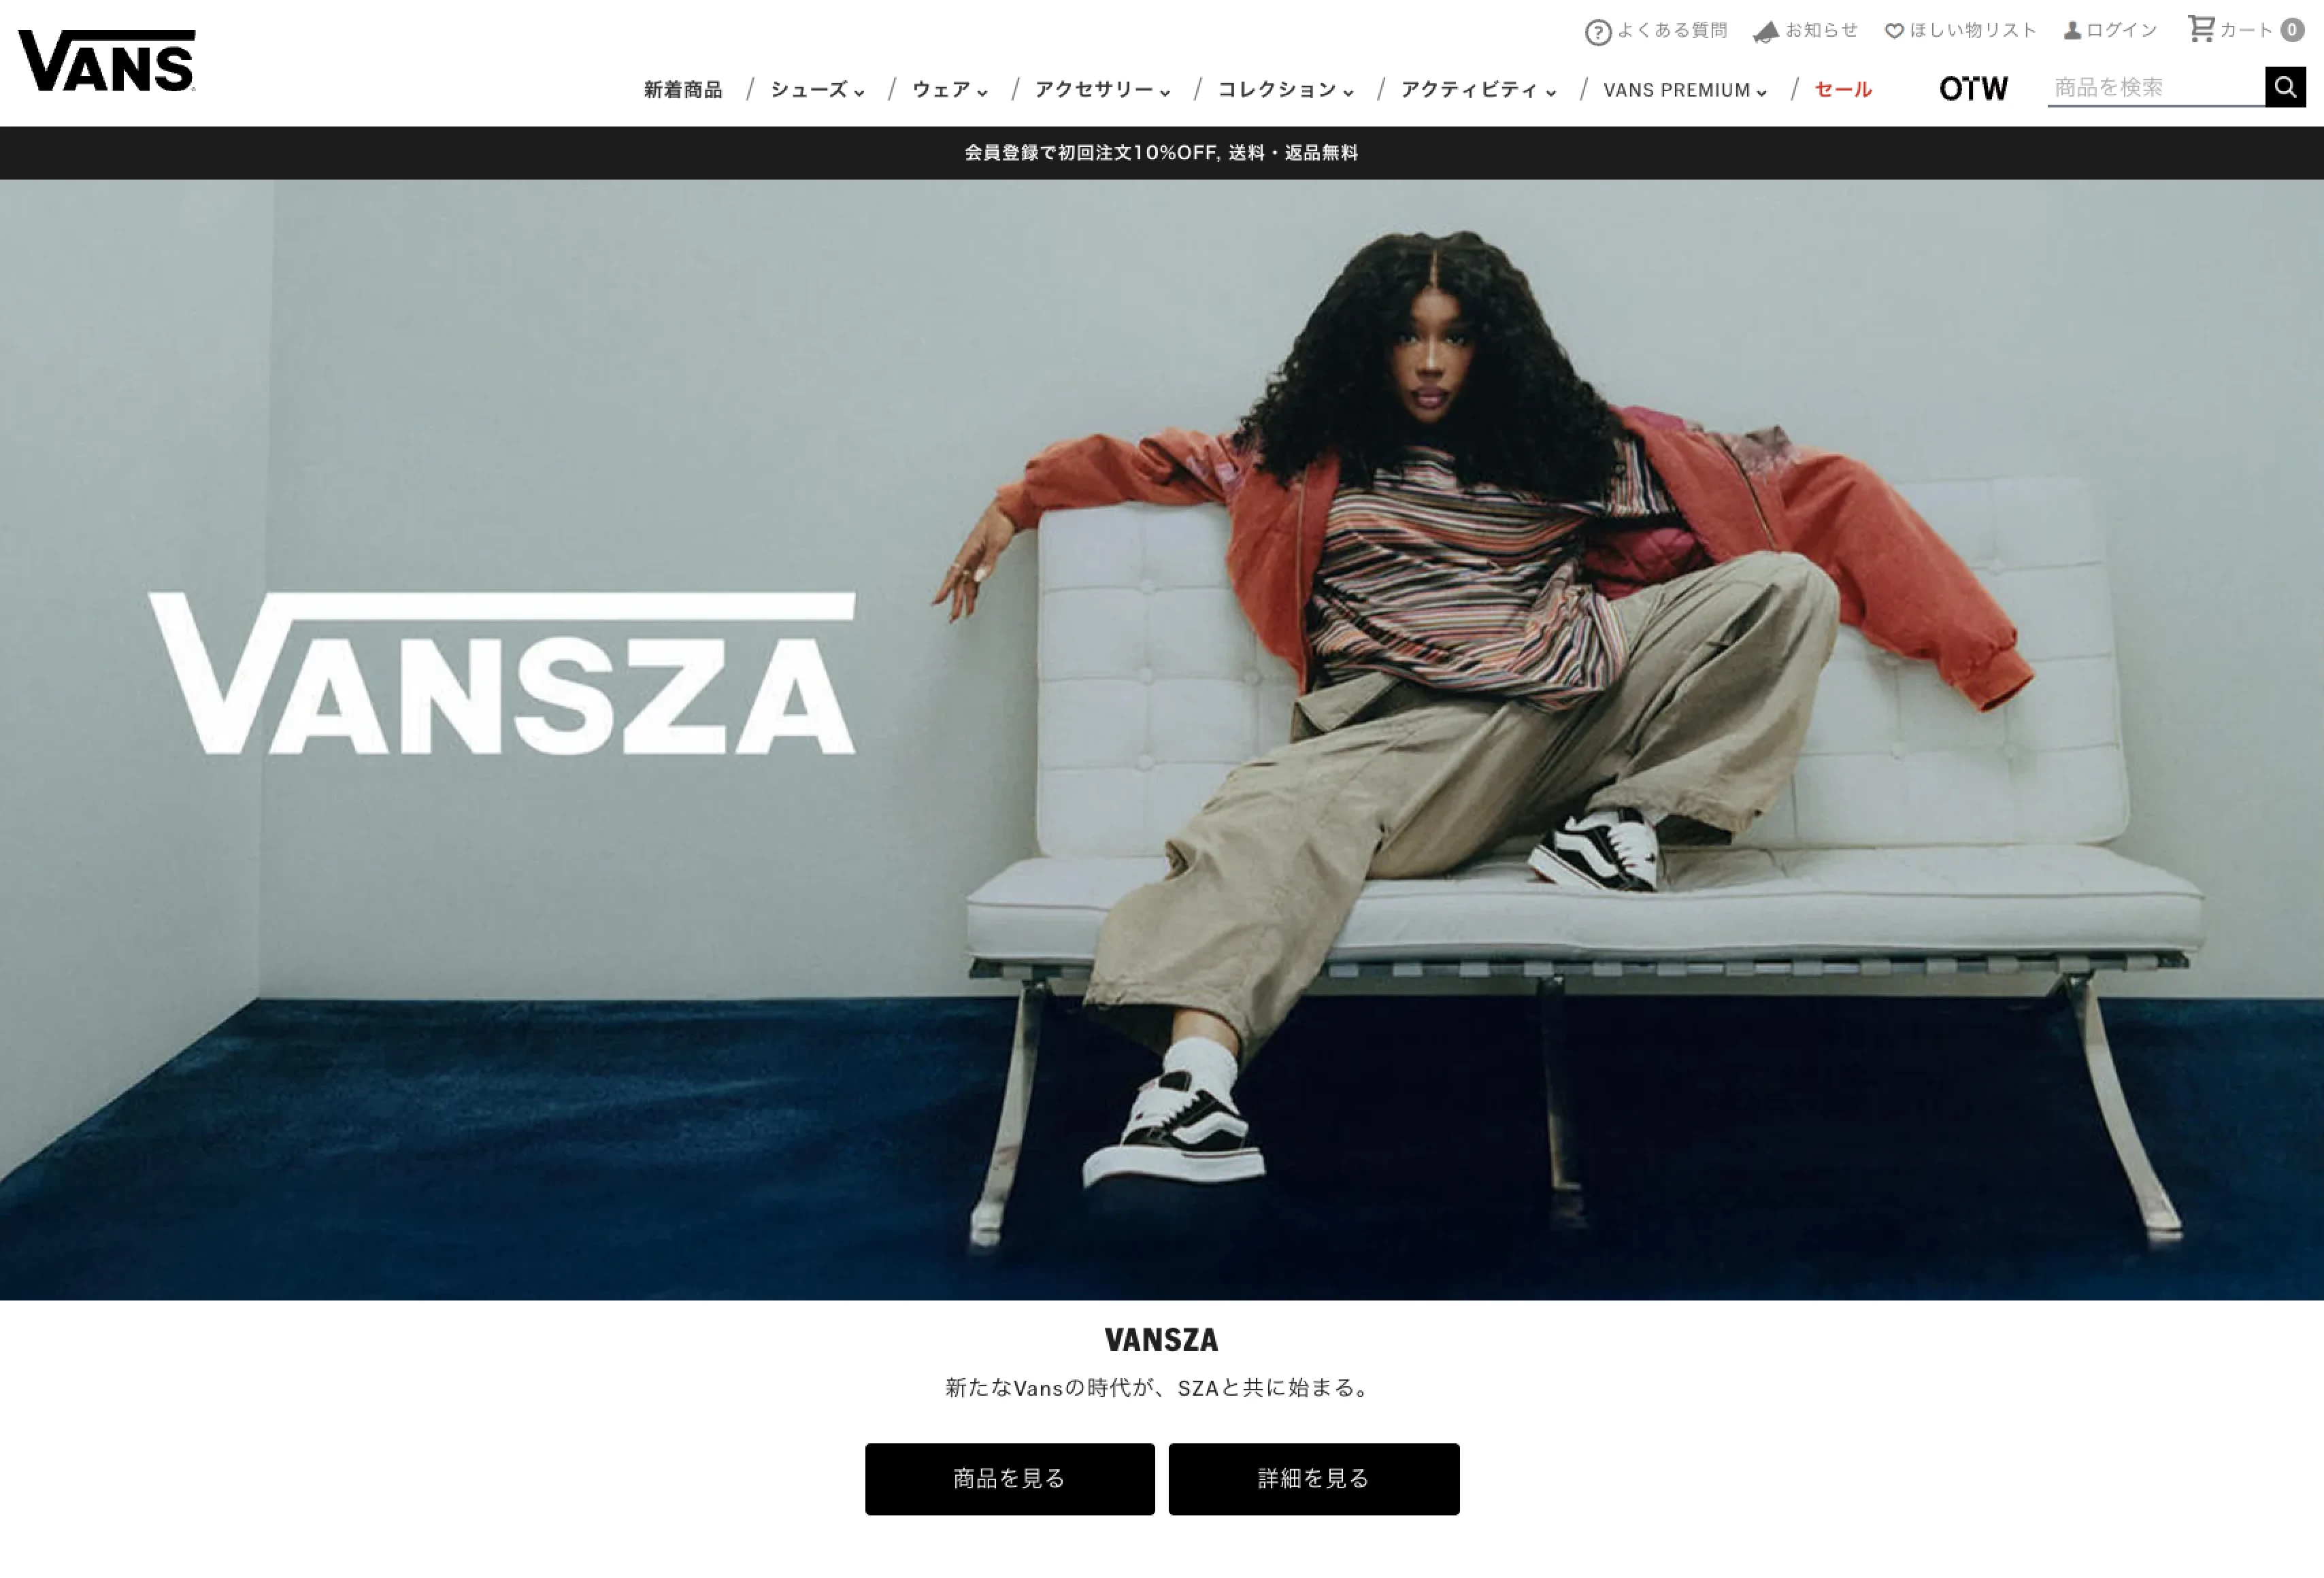 VANS
よくある質問 お知らせ ほしい物リスト ログイン カート 0
新着商品 / シューズ / ウェア / アクセサリー / コレクション / アクティビティ / VANS PREMIUM / セール OTW 商品を検索
会員登録で初回注文10%OFF, 送料・返品無料
VANSZA
VANSZA
新たなVansの時代が、SZAと共に始まる。
商品を見る 詳細を見る